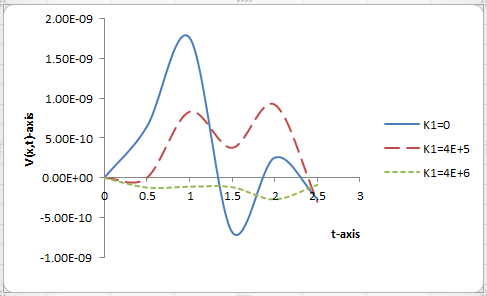 2.00E-09
1.50E-09
1.00E-09
5.00E-10
0.00E+00
-5.00E-10
-1.00E-09
V(r,t)-axis
0 0.5 1 1.5 2 2.5 3
t-axis
K1=0
K1=4E+5
K1=4E+6